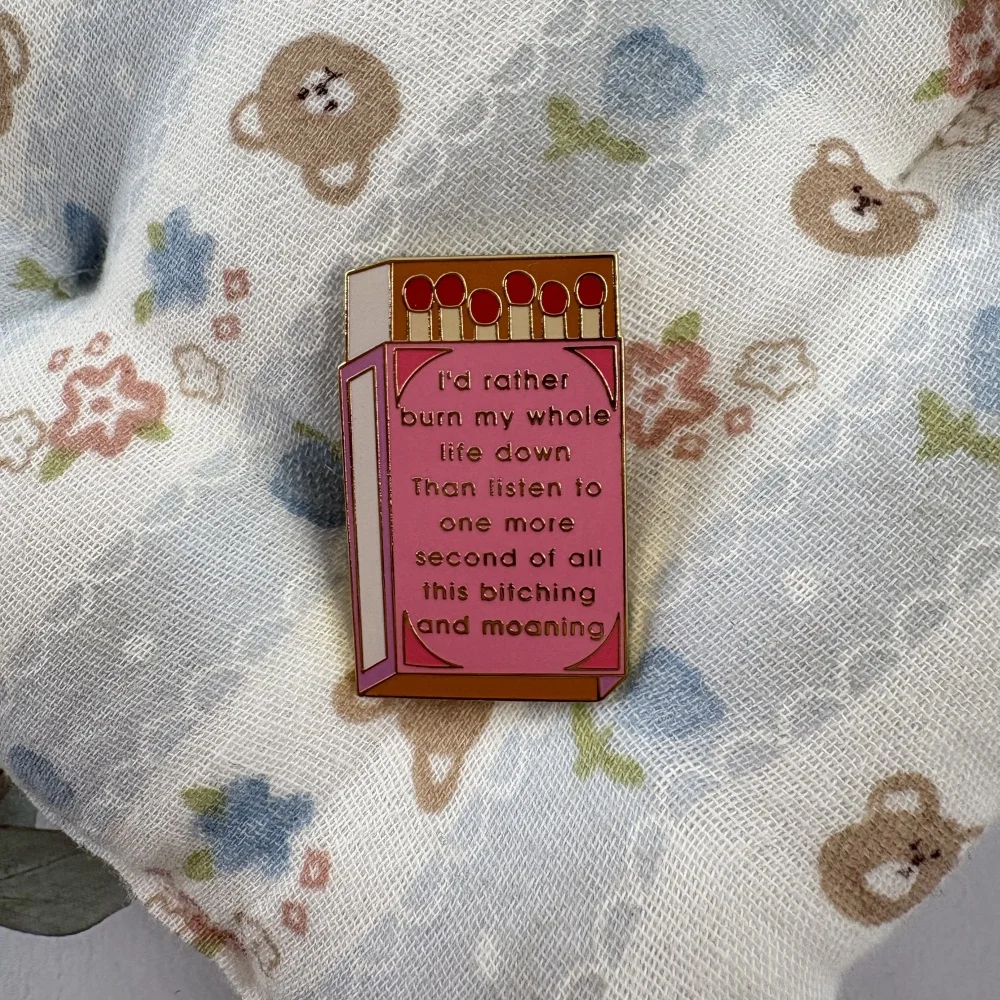 I'd rather
burn my whole
life down
Than listen to
one more
second of all
this bitching
and moaning